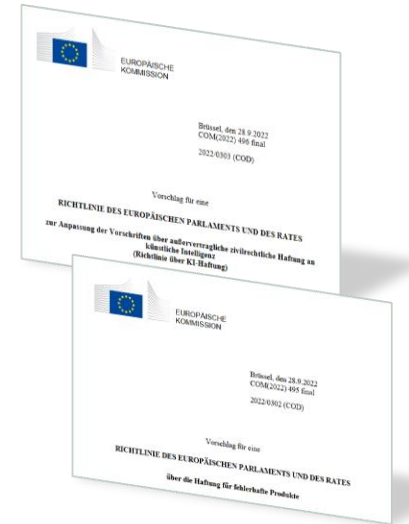 EUROPÄISCHE
KOMMISSION
Brüssel, den 28.9.2022
COM(2022) 496 final
2022/0303 (COD)
Vorschlag für eine
RICHTLINIE DES EUROPÄISCHEN PARLAMENTS UND DES RATES
zur Anpassung der Vorschriften über außervertragliche zivilrechtliche Haftung an
künstliche Intelligenz
(Richtlinie über KI-Haftung)
EUROPÄISCHE
KOMMISSION
Brüssel, den 28.9.2022
COM(2022) 495 final
2022/0302 (COD)
Vorschlag für eine
RICHTLINIE DES EUROPÄISCHEN PARLAMENTS UND DES RATES
über die Haftung für fehlerhafte Produkte